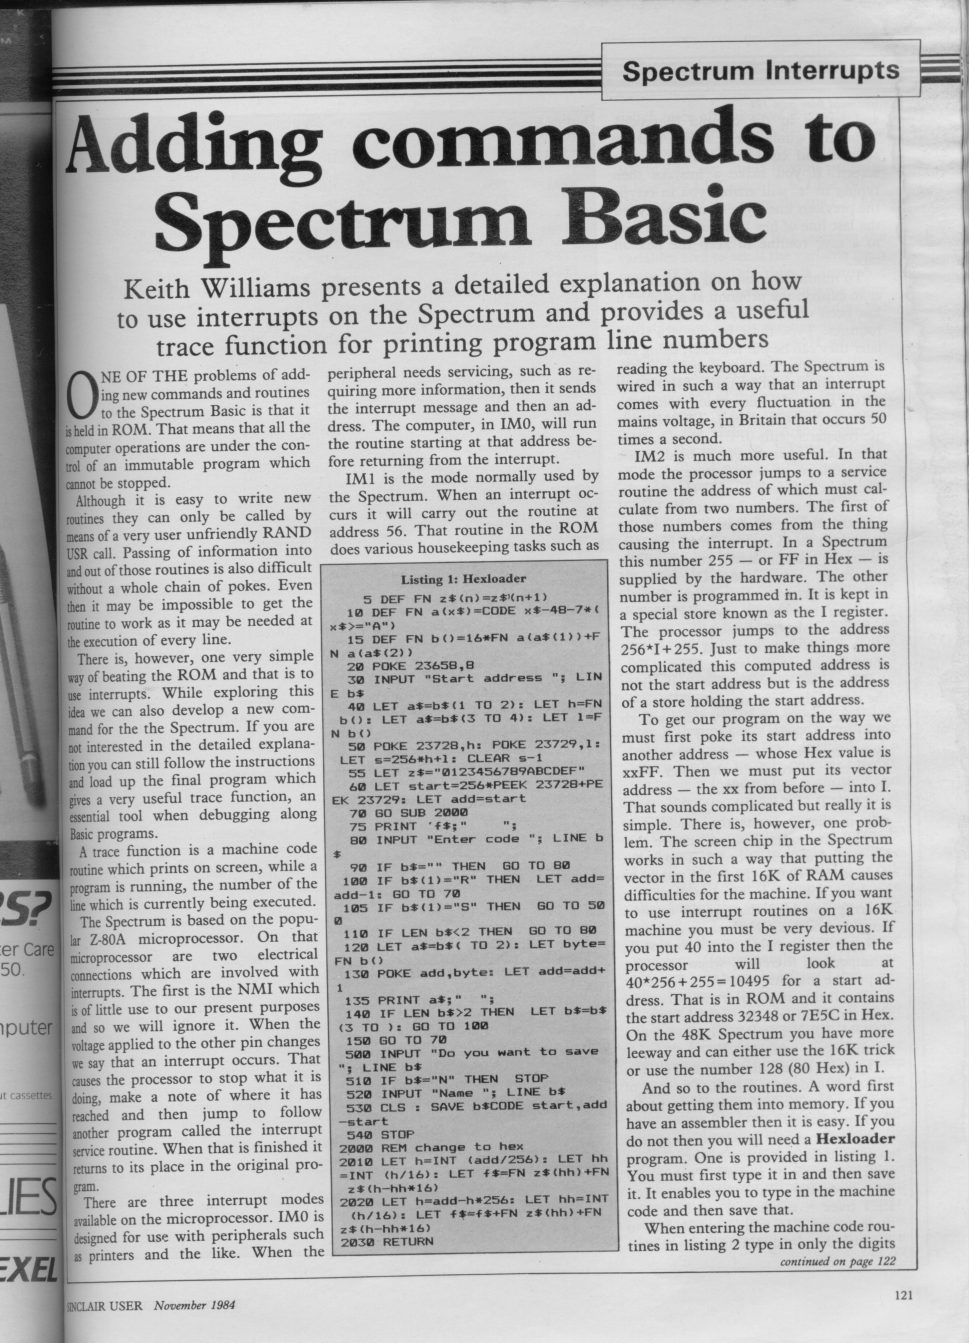 Spectrum Interrupts
Adding commands to
Spectrum Basic
Keith Williams presents a detailed explanation on how
to use interrupts on the Spectrum and provides a useful
trace function for printing program line numbers
ONE OF THE problems of add-
ing new commands and routines
to the Spectrum Basic is that it
is held in ROM. That means that all the
computer operations are under the con-
trol of an immutable program which
cannot be stopped.
Although it is easy to write new
routines they can only be called by
means of a very user unfriendly RAND
USR call. Passing of information into
and out of those routines is also difficult
without a whole chain of pokes. Even
then it may be impossible to get the
routine to work as it may be needed at
the execution of every line.
There is, however, one very simple
way of beating the ROM and that is to
use interrupts. While exploring this
idea we can also develop a new com-
mand for the the Spectrum. If you are
not interested in the detailed explana-
tion you can still follow the instructions
and load up the final program which
gives a very useful trace function, an
essential tool when debugging along
Basic programs.
A trace function is a machine code
routine which prints on screen, while a
program is running, the number of the
line which is currently being executed.
The Spectrum is based on the popu-
lar Z-80A microprocessor. On that
microprocessor are two electrical
connections which are involved with
interrupts. The first is the NMI which
is of little use to our present purposes
and so we will ignore it. When the
voltage applied to the other pin changes
we say that an interrupt occurs. That
causes the processor to stop what it is
doing, make a note of where it has
reached and then jump to follow
another program called the interrupt
service routine. When that is finished it
returns to its place in the original pro-
gram.
There are three interrupt modes
available on the microprocessor. IM0 is
designed for use with peripherals such
as printers and the like. When the
peripheral needs servicing, such as re-
quiring more information, then it sends
the interrupt message and then an ad-
dress. The computer, in IM0, will run
the routine starting at that address be-
fore returning from the interrupt.
IM1 is the mode normally used by
the Spectrum. When an interrupt oc-
curs it will carry out the routine at
address 56. That routine in the ROM
does various housekeeping tasks such as
Listing 1: Hexloader
5 DEF FN z$(n)=z$(n+1)
10 DEF FN a(x$)=CODE x$-48-7*(
x$>="A")
15 DEF FN b()=16*FN a(a$(1))+F
N a(a$(2))
20 POKE 23658,8
30 INPUT "Start address "; LIN
E b$
40 LET a$=b$(1 TO 2): LET h=FN
b(): LET a$=b$(3 TO 4): LET l=F
N b()
50 POKE 23728,h: POKE 23729,l:
LET s=256*h+l: CLEAR s-1
55 LET z$="0123456789ABCDEF"
60 LET start=256*PEEK 23728+PE
EK 23729: LET add=start
70 GO SUB 2000
75 PRINT 'f$;"    ";
80 INPUT "Enter code "; LINE b
$
90 IF b$="" THEN GO TO 80
100 IF b$(1)="R" THEN LET add=
add-1: GO TO 70
105 IF b$(1)="S" THEN GO TO 50
0
110 IF LEN b$<2 THEN GO TO 80
120 LET a$=b$( TO 2): LET byte=
FN b()
130 POKE add,byte: LET add=add+
1
135 PRINT a$;"  ";
140 IF LEN b$>2 THEN LET b$=b$
(3 TO ): GO TO 100
150 GO TO 70
500 INPUT "Do you want to save
"; LINE b$
510 IF b$="N" THEN STOP
520 INPUT "Name "; LINE b$
530 CLS : SAVE b$CODE start,add
-start
540 STOP
2000 REM change to hex
2010 LET h=INT (add/256): LET hh
=INT (h/16): LET f$=FN z$(hh)+FN
z$(h-hh*16)
2020 LET h=add-h*256: LET hh=INT
(h/16): LET f$=f$+FN z$(hh)+FN
z$(h-hh*16)
2030 RETURN
reading the keyboard. The Spectrum is
wired in such a way that an interrupt
comes with every fluctuation in the
mains voltage, in Britain that occurs 50
times a second.
IM2 is much more useful. In that
mode the processor jumps to a service
routine the address of which must cal-
culate from two numbers. The first of
those numbers comes from the thing
causing the interrupt. In a Spectrum
this number 255 — or FF in Hex — is
supplied by the hardware. The other
number is programmed in. It is kept in
a special store known as the I register.
The processor jumps to the address
256*I+255. Just to make things more
complicated this computed address is
not the start address but is the address
of a store holding the start address.
To get our program on the way we
must first poke its start address into
another address — whose Hex value is
xxFF. Then we must put its vector
address — the xx from before — into I.
That sounds complicated but really it is
simple. There is, however, one prob-
lem. The screen chip in the Spectrum
works in such a way that putting the
vector in the first 16K of RAM causes
difficulties for the machine. If you want
to use interrupt routines on a 16K
machine you must be very devious. If
you put 40 into the I register then the
processor will look at
40*256+255=10495 for a start ad-
dress. That is in ROM and it contains
the start address 32348 or 7E5C in Hex.
On the 48K Spectrum you have more
leeway and can either use the 16K trick
or use the number 128 (80 Hex) in I.
And so to the routines. A word first
about getting them into memory. If you
have an assembler then it is easy. If you
do not then you will need a Hexloader
program. One is provided in listing 1.
You must first type it in and then save
it. It enables you to type in the machine
code and then save that.
When entering the machine code rou-
tines in listing 2 type in only the digits
continued on page 122
SINCLAIR USER November 1984
121
S?
er Care
50.
nputer
ut cassettes
LIES
EXEL